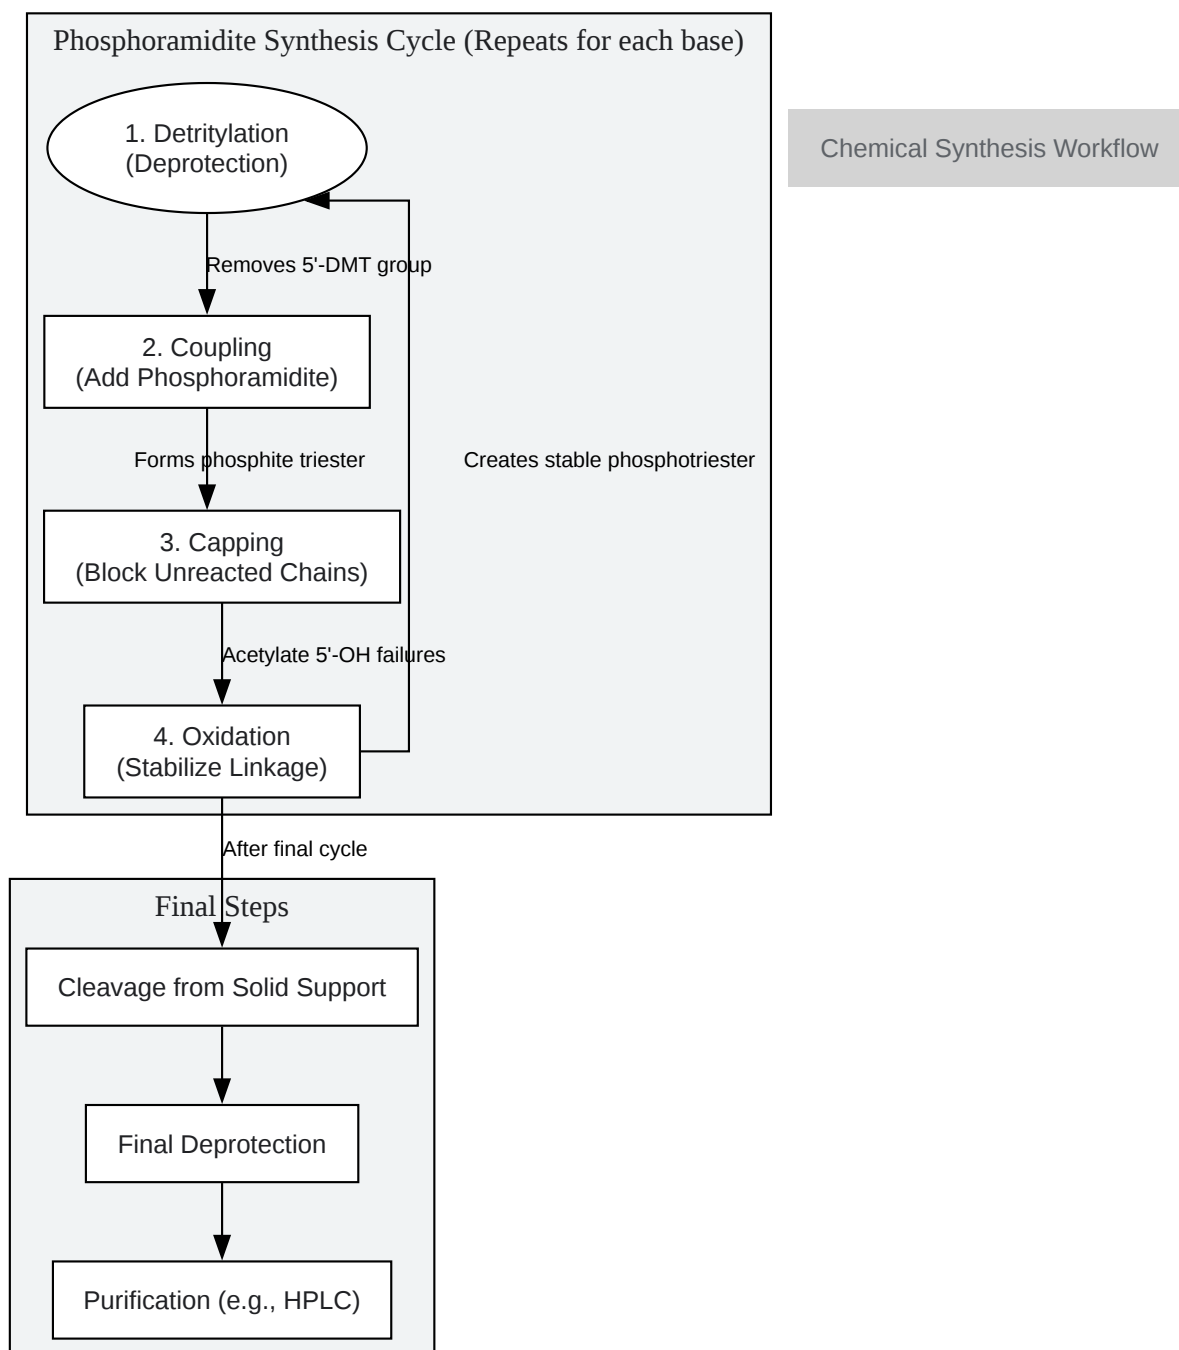 Phosphoramidite Synthesis Cycle (Repeats for each base)
1. Detritylation
(Deprotection)
Chemical Synthesis Workflow
Removes 5'-DMT group
2. Coupling
(Add Phosphoramidite)
Forms phosphite triester
Creates stable phosphotriester
3. Capping
(Block Unreacted Chains)
Acetylate 5'-OH failures
4. Oxidation
(Stabilize Linkage)
After final cycle
Final Steps
Cleavage from Solid Support
Final Deprotection
Purification (e.g., HPLC)